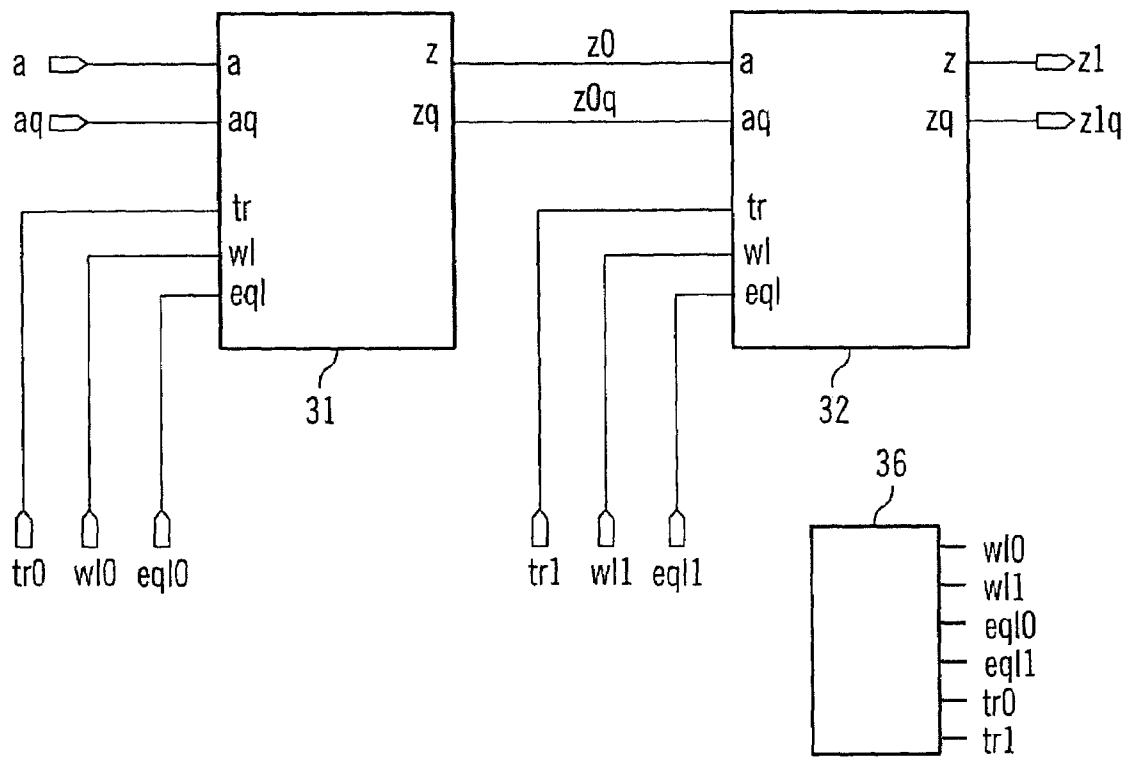 a a z z0 a z z1
aq aq zq z0q aq zq z1q
tr tr
wl wl
eql eql
31 32
36
tr0 wl0 eql0 tr1 wl1 eql1
wl0
wl1
eql0
eql1
tr0
tr1